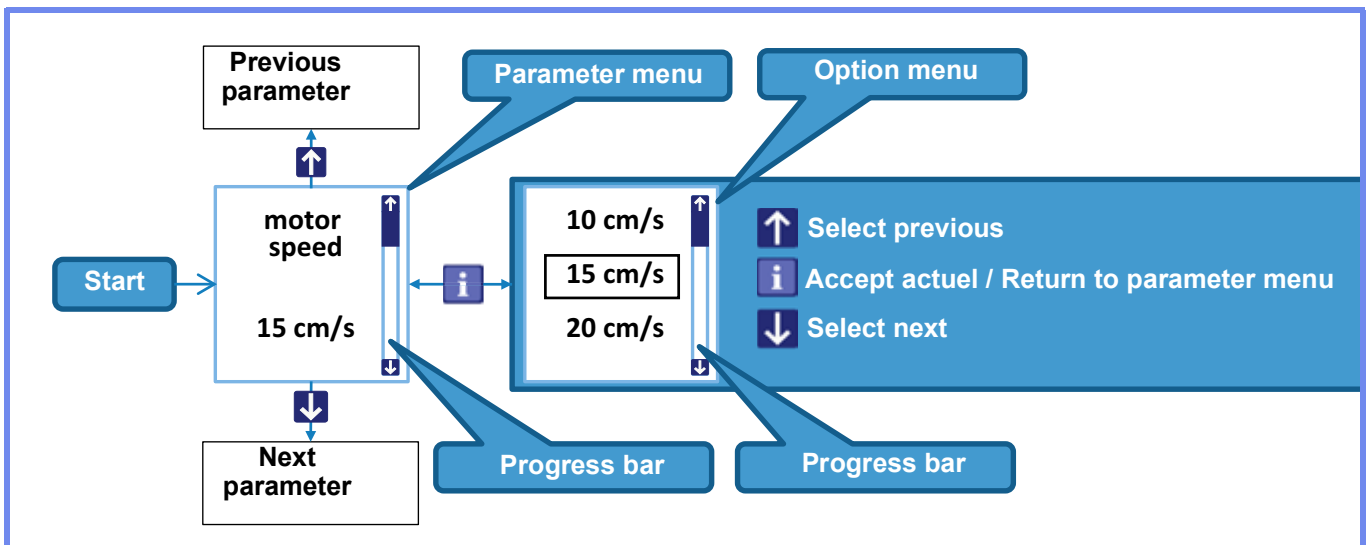 Previous
parameter
Parameter menu
Option menu
motor
speed
15 cm/s
Start
i
10 cm/s
15 cm/s
20 cm/s
Select previous
i Accept actuel / Return to parameter menu
Select next
Next
parameter
Progress bar
Progress bar